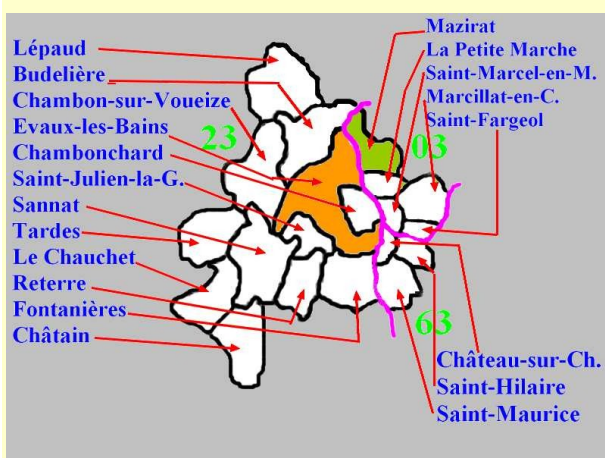 Lépaud
Budelière
Chambon-sur-Voueize
Evaux-les-Bains
Chambonchard
Saint-Julien-la-G.
Sannat
Tardes
Le Chauchet
Reterre
Fontanières
Châtain
23
Mazirat
La Petite Marche
Saint-Marcel-en-M.
Marcillat-en-C.
Saint-Fargeol
03
63
Château-sur-Ch.
Saint-Hilaire
Saint-Maurice